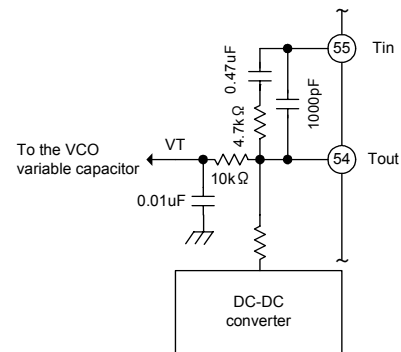 55 Tin
0.47uF
4.7kΩ
1000pF
To the VCO
variable capacitor
VT
10kΩ
54 Tout
0.01uF
DC-DC
converter